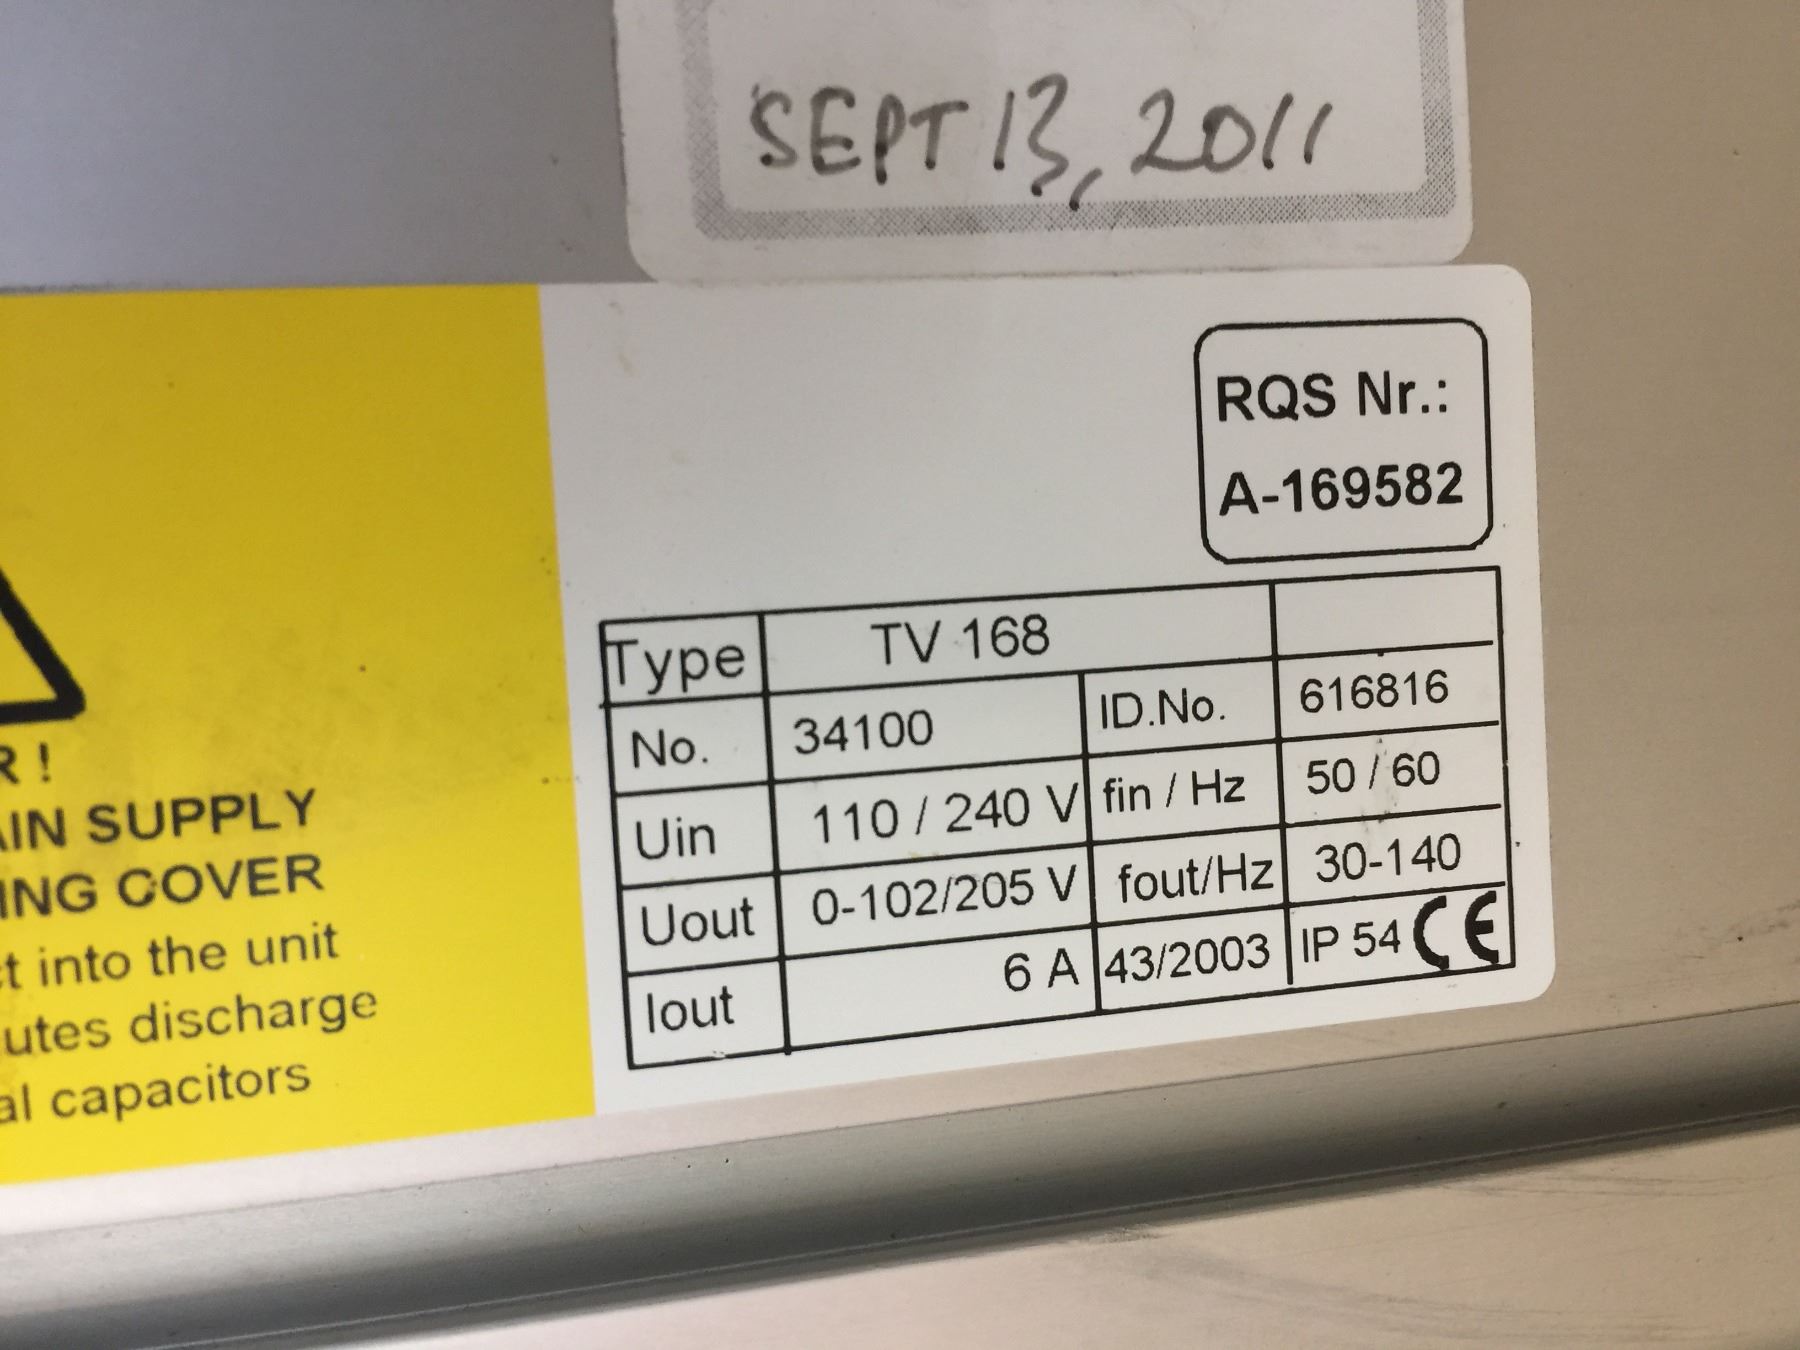 SEPT 13, 2011
RQS Nr.:
A-169582
R !
AIN SUPPLY
ING COVER
ct into the unit
utes discharge
al capacitors
Type TV 168
No. 34100 ID.No. 616816
Uin 110 / 240 V fin / Hz 50 / 60
Uout 0-102/205 V fout/Hz 30-140
Iout 6 A 43/2003 IP 54 CE